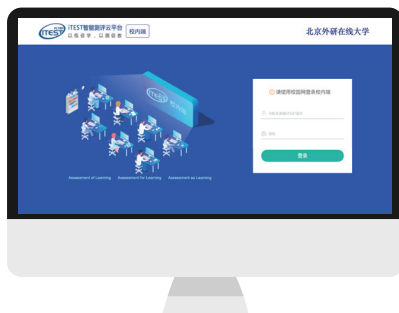 iTEST
iTEST智能测评云平台
以练促学，以测促教
校内端
北京外研在线大学
iTEST
请使用校园网登录校内端
登录
Assessment of Learning Assessment for Learning Assessment as Learning